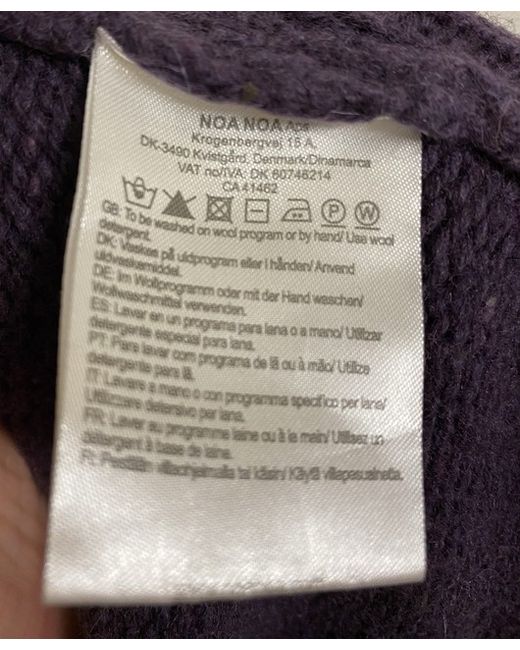 NOA NOA Aps
Krogenbergvej 15 A,
DK-3490 Kvistgård, Denmark/Dinamarca
VAT no/IVA: DK 60746214
CA 41462
P W
GB: To be washed on wool program or by hand/ Use wool
detergent.
DK: Vaskes på uldprogram eller i hånden/ Anvend
uldvaskemiddel.
DE: Im Wollprogramm oder mit der Hand waschen/
Wollwaschmittel verwenden.
ES: Lavar en un programa para lana o a mano/ Utilizar
detergente especial para lana.
PT: Para lavar com programa de lã ou à mão/ Utilize
detergente para lã.
IT: Lavare a mano o con programma specifico per lana/
Utilizzare detersivo per lana.
FR: Laver au programme laine ou à la main/ Utilisez un
détergent à base de laine.
FI: Pestään villaohjelmalla tai käsin/ Käytä villapesuainetta.